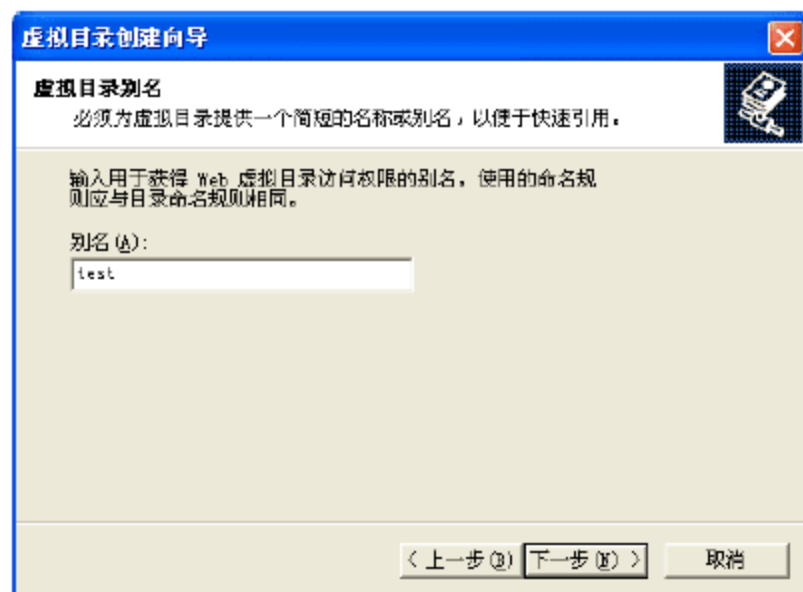 虚拟目录创建向导
虚拟目录别名
必须为虚拟目录提供一个简短的名称或别名，以便于快速引用。
输入用于获得 Web 虚拟目录访问权限的别名。使用的命名规
则应与目录命名规则相同。
别名(A):
test
< 上一步(B) 下一步(N) > 取消